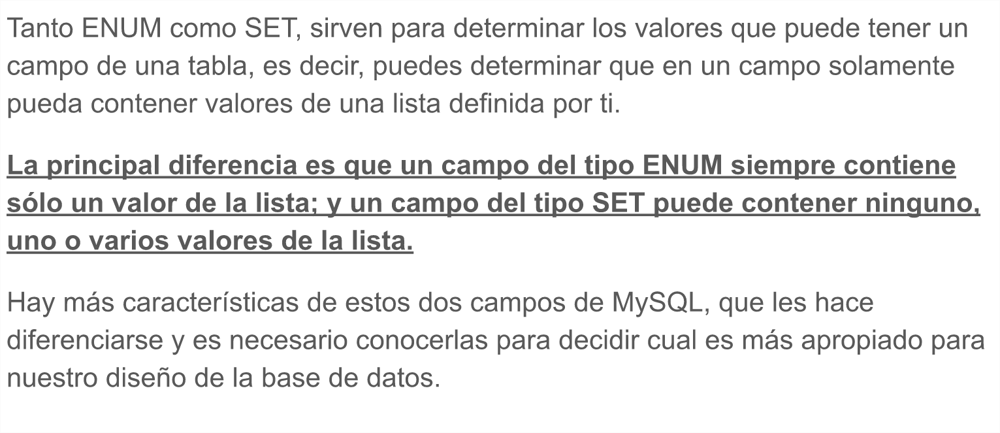 Tanto ENUM como SET, sirven para determinar los valores que puede tener un
campo de una tabla, es decir, puedes determinar que en un campo solamente
pueda contener valores de una lista definida por ti.
La principal diferencia es que un campo del tipo ENUM siempre contiene
sólo un valor de la lista; y un campo del tipo SET puede contener ninguno,
uno o varios valores de la lista.
Hay más características de estos dos campos de MySQL, que les hace
diferenciarse y es necesario conocerlas para decidir cual es más apropiado para
nuestro diseño de la base de datos.